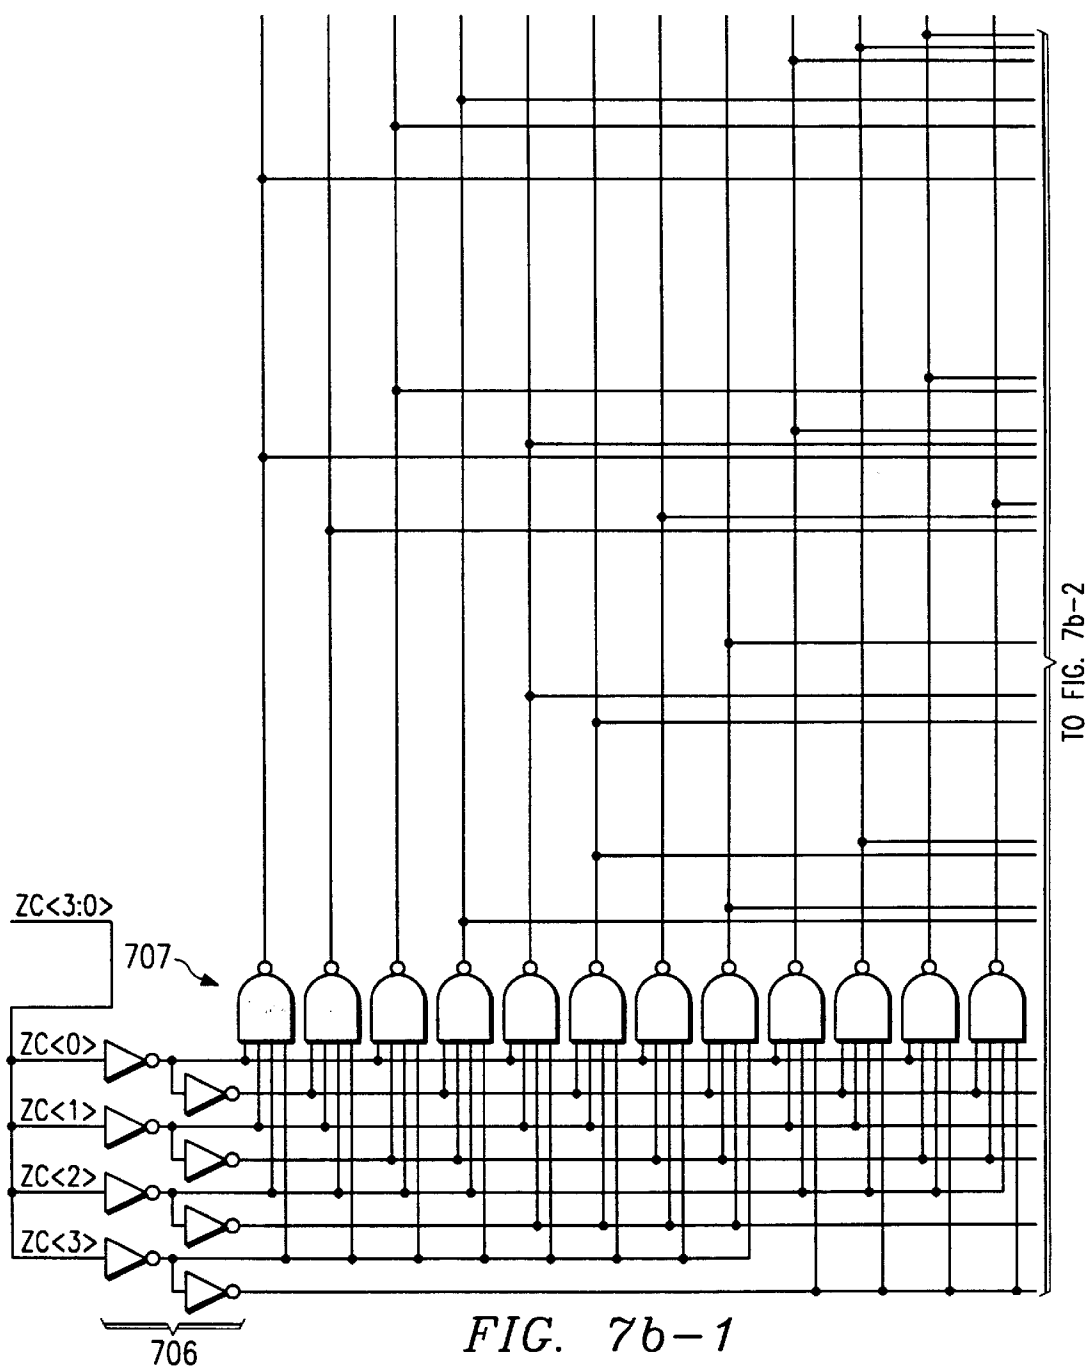 TO FIG. 7b-2
ZC<3:0>
707
ZC<0>
ZC<1>
ZC<2>
ZC<3>
706
FIG. 7b-1